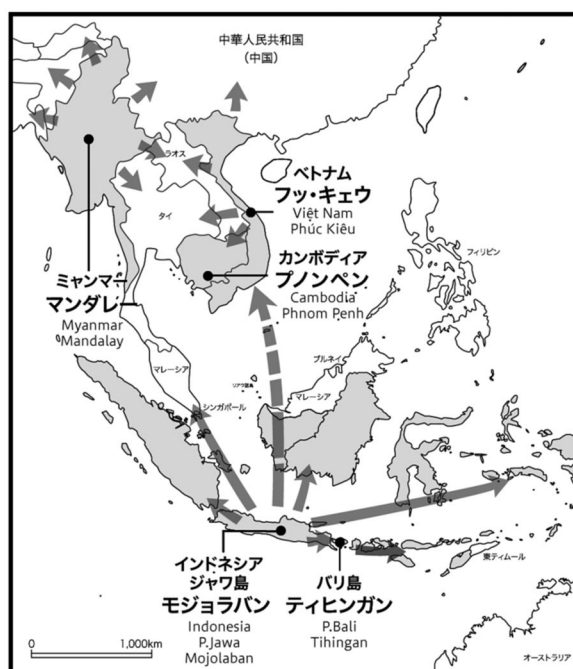 中華人民共和国
（中国）
ラオス
ベトナム
フッ・キェウ
Việt Nam
Phúc Kiêu
タイ
カンボディア
プノンペン
Cambodia
Phnom Penh
フィリピン
ミャンマー
マンダレー
Myanmar
Mandalay
マレーシア
ブルネイ
マレーシア
シンガポール
インドネシア
ジャワ島
モジョラバン
Indonesia
P.Jawa
Mojolaban
バリ島
ティヒンガン
P.Bali
Tihingan
東ティムール
0
1,000km
オーストラリア